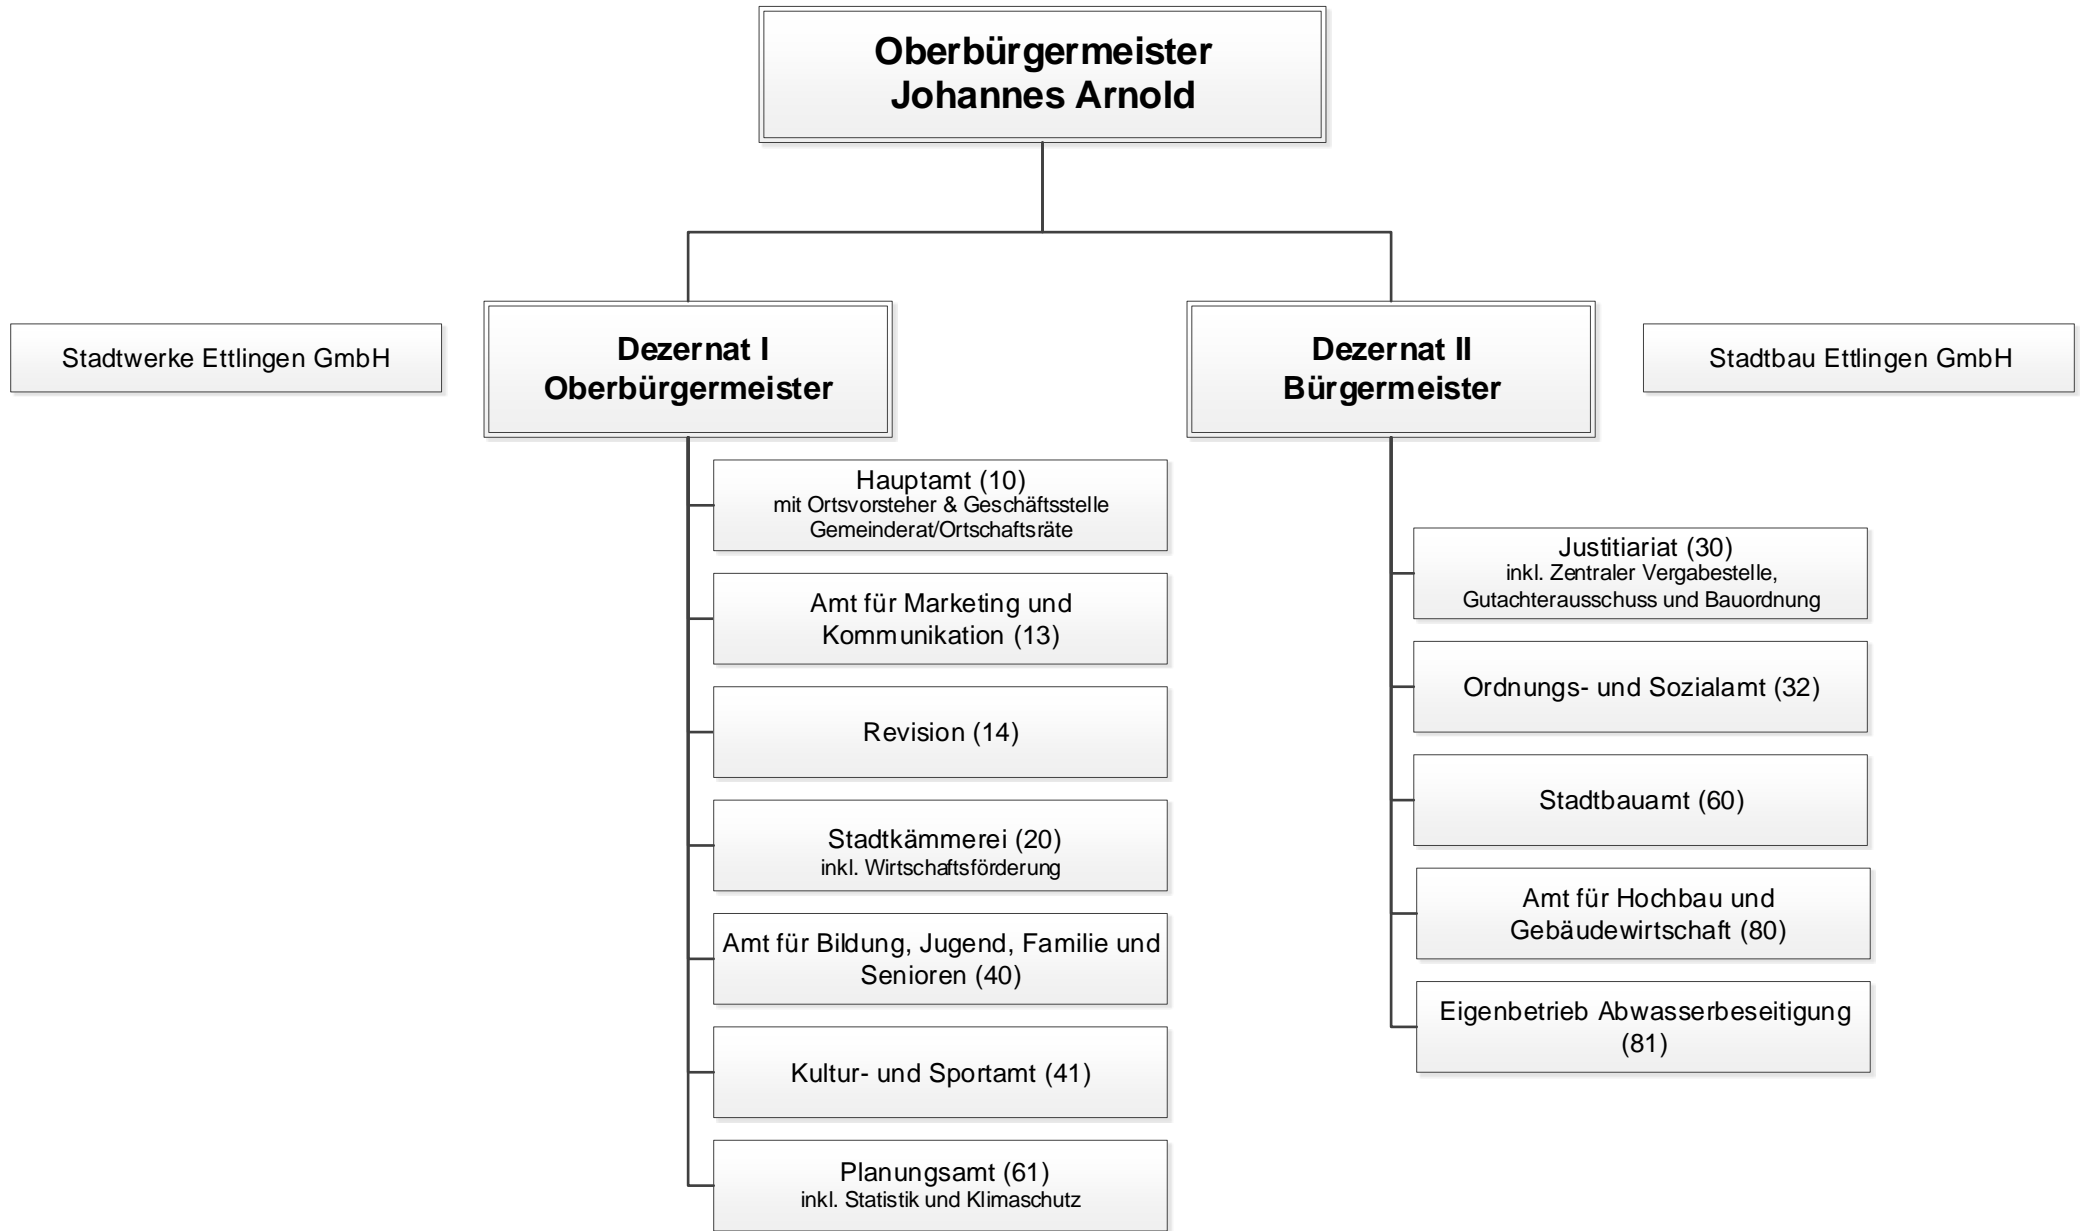 Oberbürgermeister
Johannes Arnold
Stadtwerke Ettlingen GmbH
Dezernat I
Oberbürgermeister
Dezernat II
Bürgermeister
Stadtbau Ettlingen GmbH
Hauptamt (10)
mit Ortsvorsteher & Geschäftsstelle
Gemeinderat/Ortschaftsräte
Amt für Marketing und
Kommunikation (13)
Revision (14)
Stadtkämmerei (20)
inkl. Wirtschaftsförderung
Amt für Bildung, Jugend, Familie und
Senioren (40)
Kultur- und Sportamt (41)
Planungsamt (61)
inkl. Statistik und Klimaschutz
Justitiariat (30)
inkl. Zentraler Vergabestelle,
Gutachterausschuss und Bauordnung
Ordnungs- und Sozialamt (32)
Stadtbauamt (60)
Amt für Hochbau und
Gebäudewirtschaft (80)
Eigenbetrieb Abwasserbeseitigung
(81)